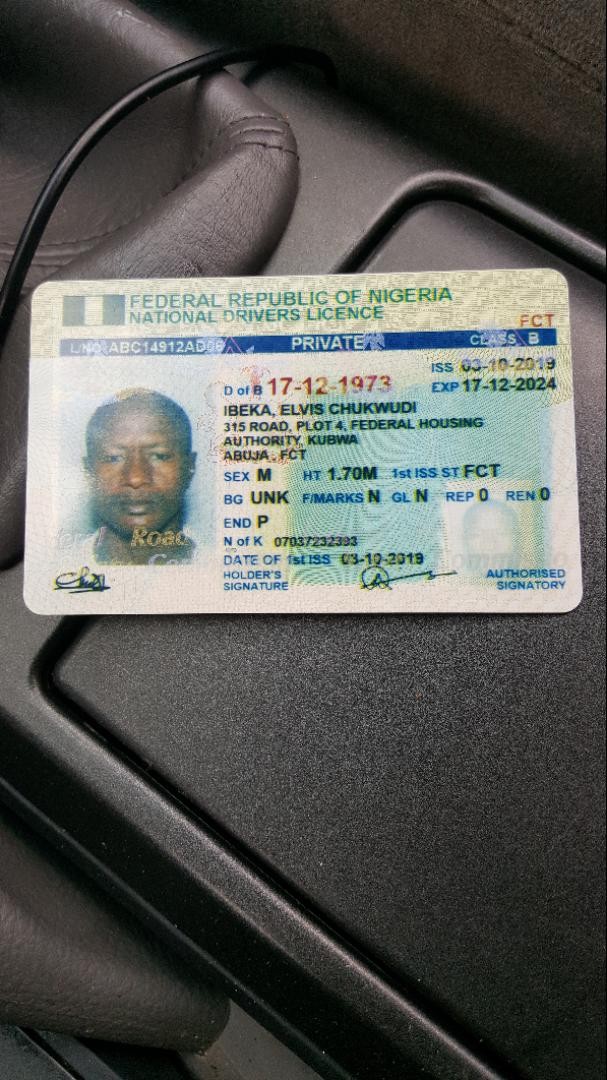 FEDERAL REPUBLIC OF NIGERIA
NATIONAL DRIVERS LICENCE
FCT
L/NO ABC14912AD06 PRIVATE CLASS B
ISS 03-10-2019
D of B 17-12-1973 EXP 17-12-2024
IBEKA, ELVIS CHUKWUDI
315 ROAD, PLOT 4, FEDERAL HOUSING
AUTHORITY, KUBWA
ABUJA, FCT
SEX M HT 1.70M 1st ISS ST FCT
BG UNK F/MARKS N GL N REP 0 REN 0
END P
N of K 07037232393
Road
DATE OF 1st ISS 03-10-2019
HOLDER'S
SIGNATURE
AUTHORISED
SIGNATORY